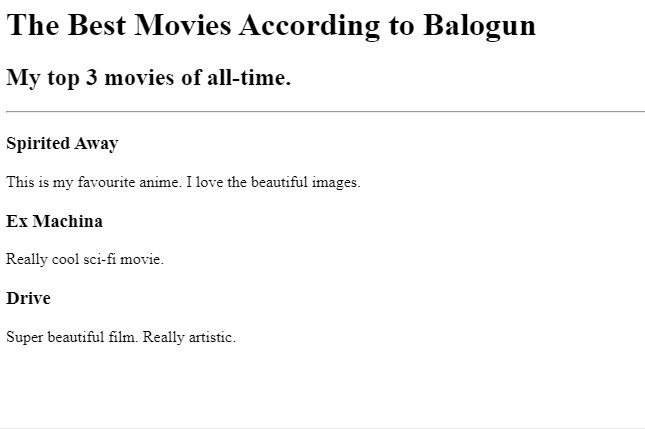 The Best Movies According to Balogun
My top 3 movies of all-time.
Spirited Away
This is my favourite anime. I love the beautiful images.
Ex Machina
Really cool sci-fi movie.
Drive
Super beautiful film. Really artistic.